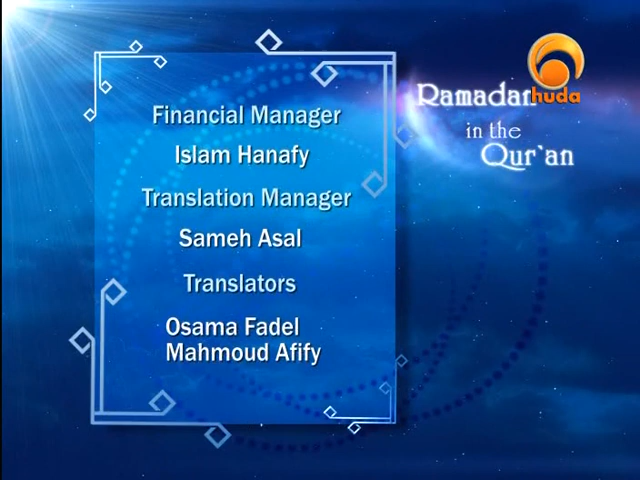 Financial Manager
Islam Hanafy
Translation Manager
Sameh Asal
Translators
Osama Fadel
Mahmoud Afify
Ramadan
in the
Qur`an
huda